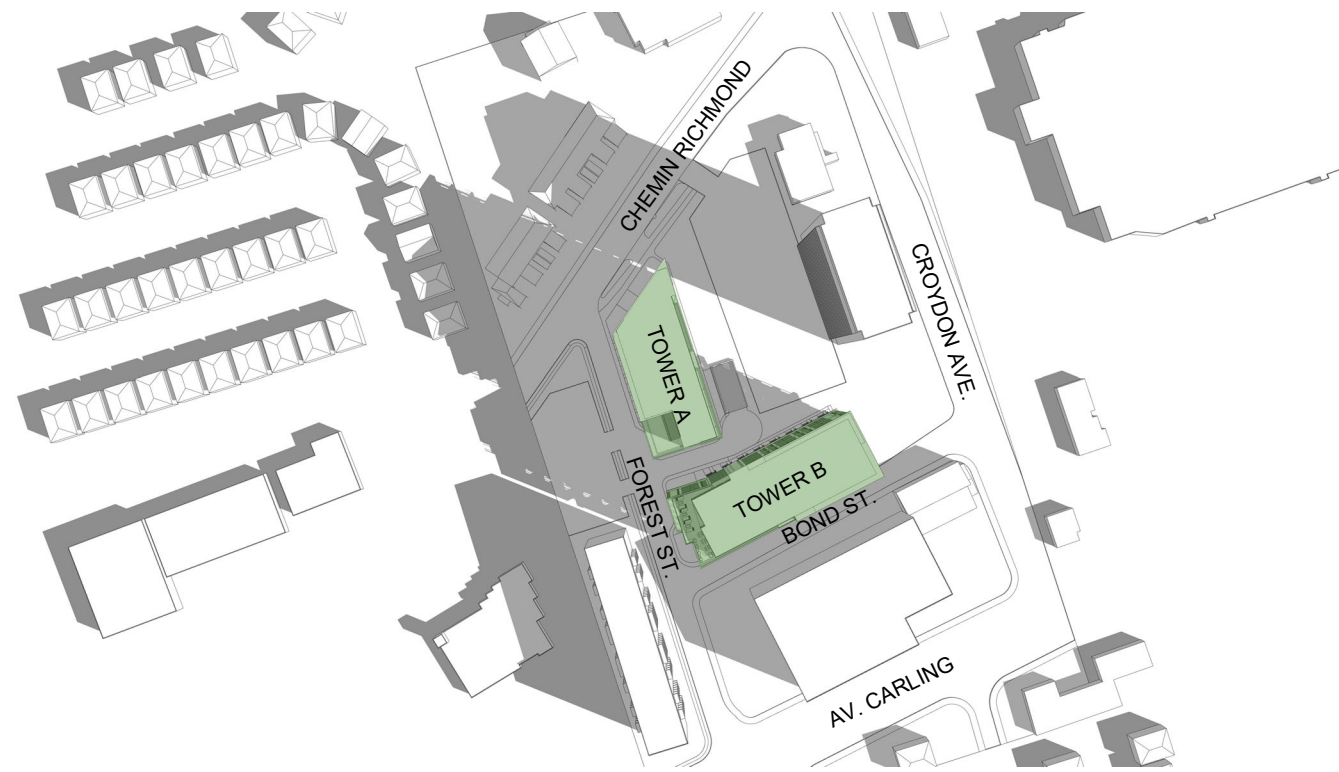 CHEMIN RICHMOND
CROYDON AVE.
TOWER A
TOWER B
FOREST ST.
BOND ST.
AV. CARLING